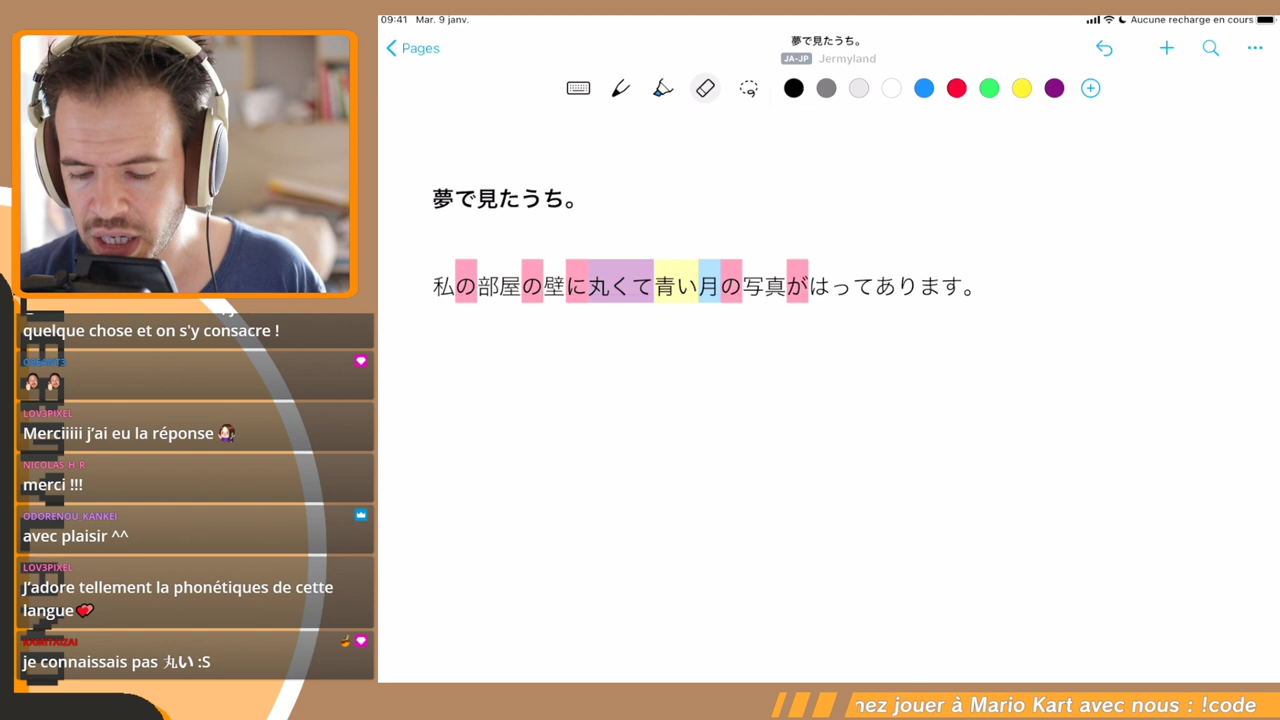 09:41 Mar. 9 janv.
Aucune recharge en cours
Pages
夢で見たうち。
JA-JP Jermyland
夢で見たうち。
私の部屋の壁に丸くて青い月の写真がはってあります。
quelque chose et on s'y consacre !
LOV3PIXEL
Merciiiii j'ai eu la réponse
NICOLAS_H_R
merci !!!
ODORENOU_KANKEI
avec plaisir ^^
LOV3PIXEL
J'adore tellement la phonétiques de cette
langue
je connaissais pas 丸い :S
nez jouer à Mario Kart avec nous : !code